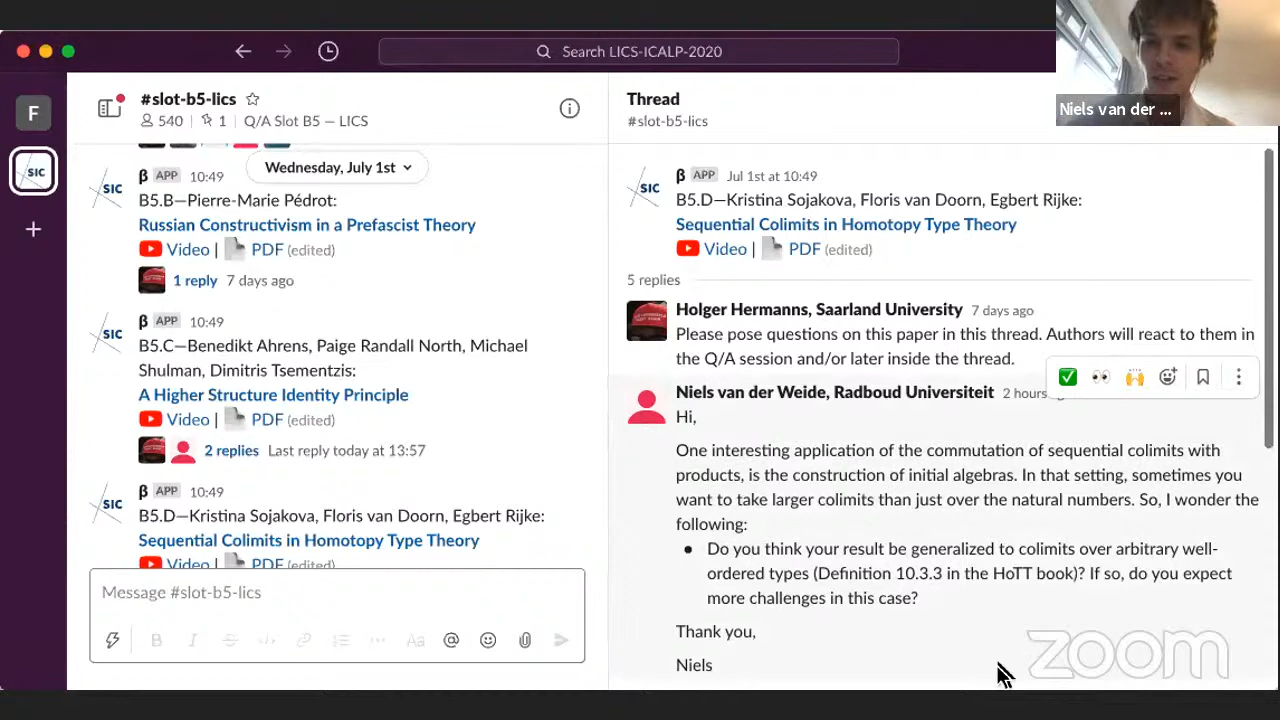 Search LICS-ICALP-2020
Niels van der ...
F
SIC
+
#slot-b5-lics
540 | 1 | Q/A Slot B5 — LICS
Wednesday, July 1st
SIC
β APP 10:49
B5.B—Pierre-Marie Pédrot:
Russian Constructivism in a Prefascist Theory
Video | PDF (edited)
1 reply 7 days ago
SIC
β APP 10:49
B5.C—Benedikt Ahrens, Paige Randall North, Michael
Shulman, Dimitris Tsementzis:
A Higher Structure Identity Principle
Video | PDF (edited)
2 replies Last reply today at 13:57
SIC
β APP 10:49
B5.D—Kristina Sojakova, Floris van Doorn, Egbert Rijke:
Sequential Colimits in Homotopy Type Theory
Video | PDF (edited)
Message #slot-b5-lics
B I S </> Aa @
Thread
#slot-b5-lics
SIC
β APP Jul 1st at 10:49
B5.D—Kristina Sojakova, Floris van Doorn, Egbert Rijke:
Sequential Colimits in Homotopy Type Theory
Video | PDF (edited)
5 replies
Holger Hermanns, Saarland University 7 days ago
Please pose questions on this paper in this thread. Authors will react to them in
the Q/A session and/or later inside the thread.
Niels van der Weide, Radboud Universiteit 2 hours
Hi,
One interesting application of the commutation of sequential colimits with
products, is the construction of initial algebras. In that setting, sometimes you
want to take larger colimits than just over the natural numbers. So, I wonder the
following:
• Do you think your result be generalized to colimits over arbitrary well-
ordered types (Definition 10.3.3 in the HoTT book)? If so, do you expect
more challenges in this case?
Thank you,
Niels
zoom